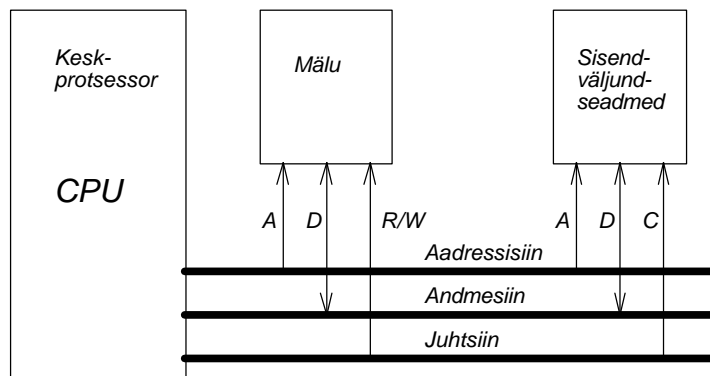 Kesk-
protsessor
CPU
Mälu
Sisend-
väljund-
seadmed
A D R/W
A D C
Aadressisiin
Andmesiin
Juhtsiin